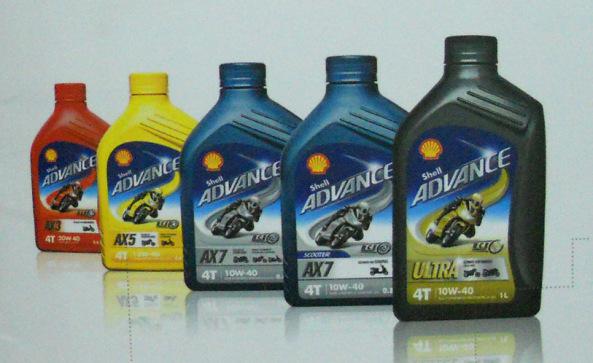 Shell
ADVANCE
AX3
4T 20W-40
Shell
ADVANCE
AX5
4T
Shell
ADVANCE
AX7
4T 10W-40
Shell
ADVANCE
SCOOTER
AX7
4T 10W-40
Shell
ADVANCE
ULTRA
4T 10W-40 1L